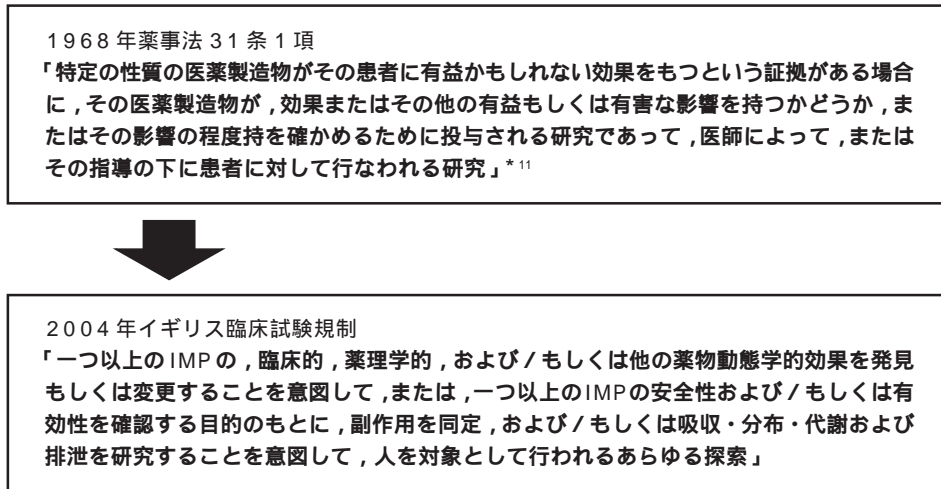 1968年薬事法31条1項
「特定の性質の医薬製造物がその患者に有益かもしれない効果をもつという証拠がある場合
に,その医薬製造物が,効果またはその他の有益もしくは有害な影響を持つかどうか,ま
たはその影響の程度持を確かめるために投与される研究であって,医師によって,または
その指導の下に患者に対して行なわれる研究」*11
2004年イギリス臨床試験規制
「一つ以上のIMPの,臨床的,薬理学的,および/もしくは他の薬物動態学的効果を発見
もしくは変更することを意図して,または,一つ以上のIMPの安全性および/もしくは有
効性を確認する目的のもとに,副作用を同定,および/もしくは吸収・分布・代謝および
排泄を研究することを意図して,人を対象として行われるあらゆる探索」